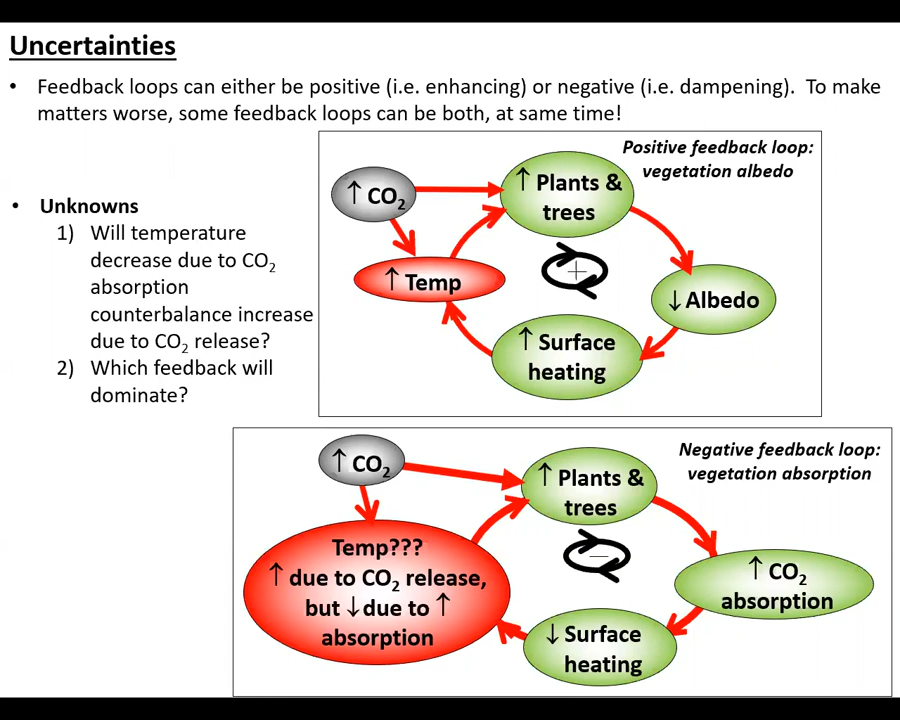 Uncertainties
• Feedback loops can either be positive (i.e. enhancing) or negative (i.e. dampening). To make
matters worse, some feedback loops can be both, at same time!
• Unknowns
1) Will temperature
decrease due to CO₂
absorption
counterbalance increase
due to CO₂ release?
2) Which feedback will
dominate?
Positive feedback loop:
vegetation albedo
↑ CO₂
↑ Plants &
trees
↑ Temp
+
↓ Albedo
↑ Surface
heating
Negative feedback loop:
vegetation absorption
↑ CO₂
↑ Plants &
trees
Temp???
↑ due to CO₂ release,
but ↓ due to ↑
absorption
–
↑ CO₂
absorption
↓ Surface
heating